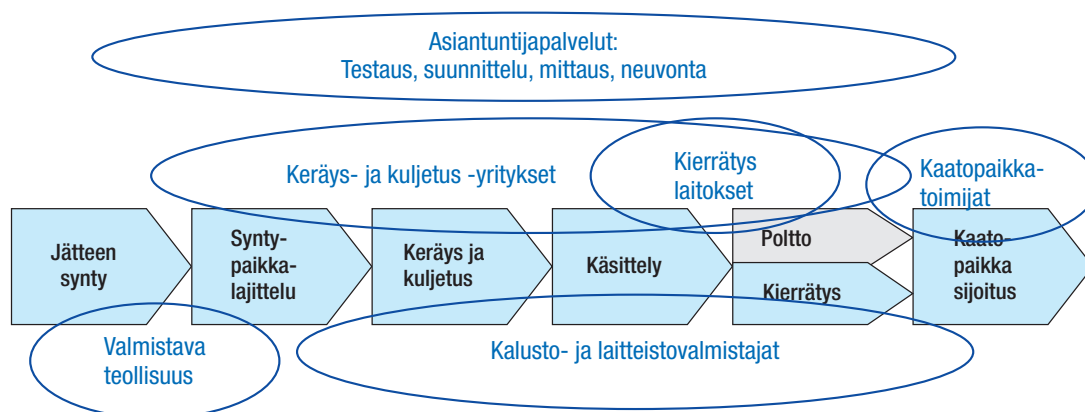 Asiantuntijapalvelut:
Testaus, suunnittelu, mittaus, neuvonta
Keräys- ja kuljetus -yritykset
Kierrätys
laitokset
Kaatopaikka-
toimijat
Jätteen
synty
Synty-
paikka-
lajittelu
Keräys ja
kuljetus
Käsittely
Poltto
Kierrätys
Kaato-
paikka
sijoitus
Valmistava
teollisuus
Kalusto- ja laitteistovalmistajat